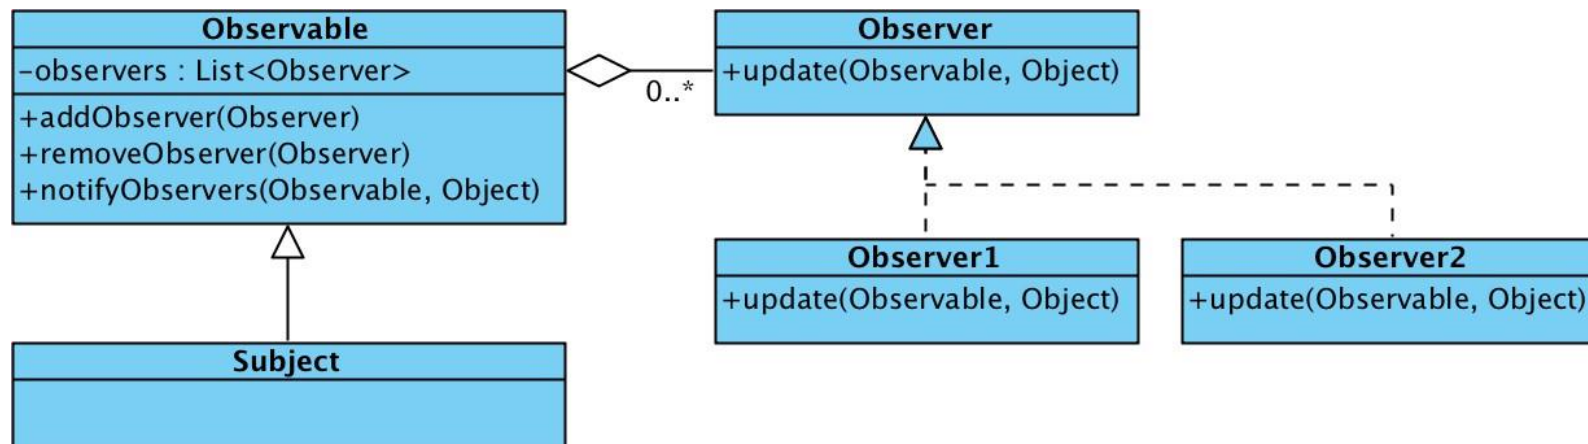 Observable
-observers : List<Observer>
+addObserver(Observer)
+removeObserver(Observer)
+notifyObservers(Observable, Object)
0..*
Observer
+update(Observable, Object)
Observer1
+update(Observable, Object)
Observer2
+update(Observable, Object)
Subject